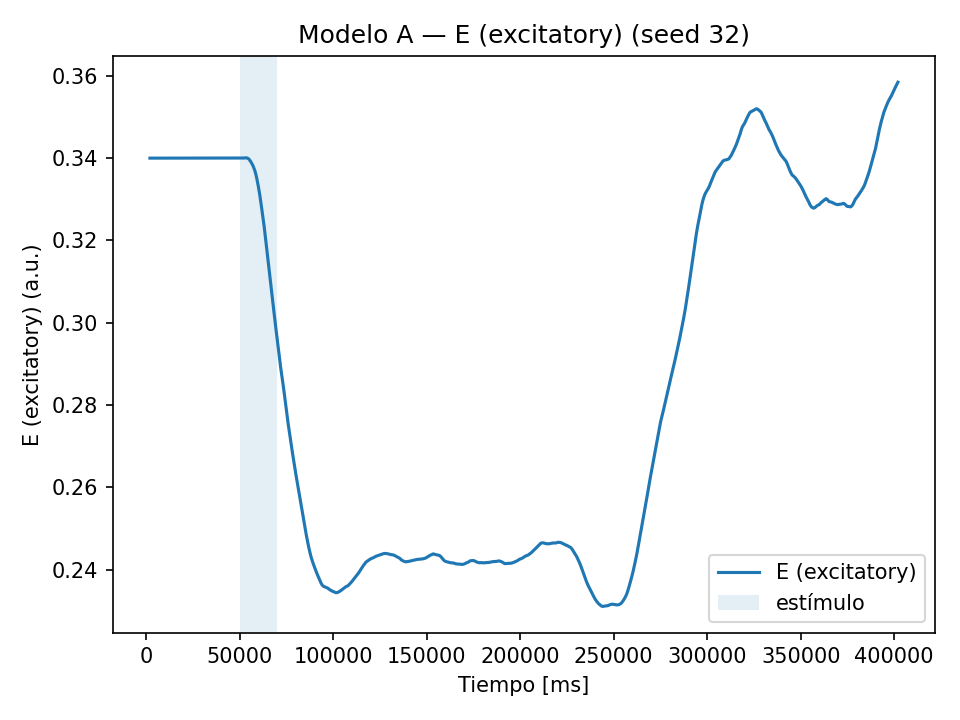 Modelo A — E (excitatory) (seed 32)
E (excitatory) (a.u.)
0.36
0.34
0.32
0.30
0.28
0.26
0.24
0 50000 100000 150000 200000 250000 300000 350000 400000
Tiempo [ms]
E (excitatory)
estímulo